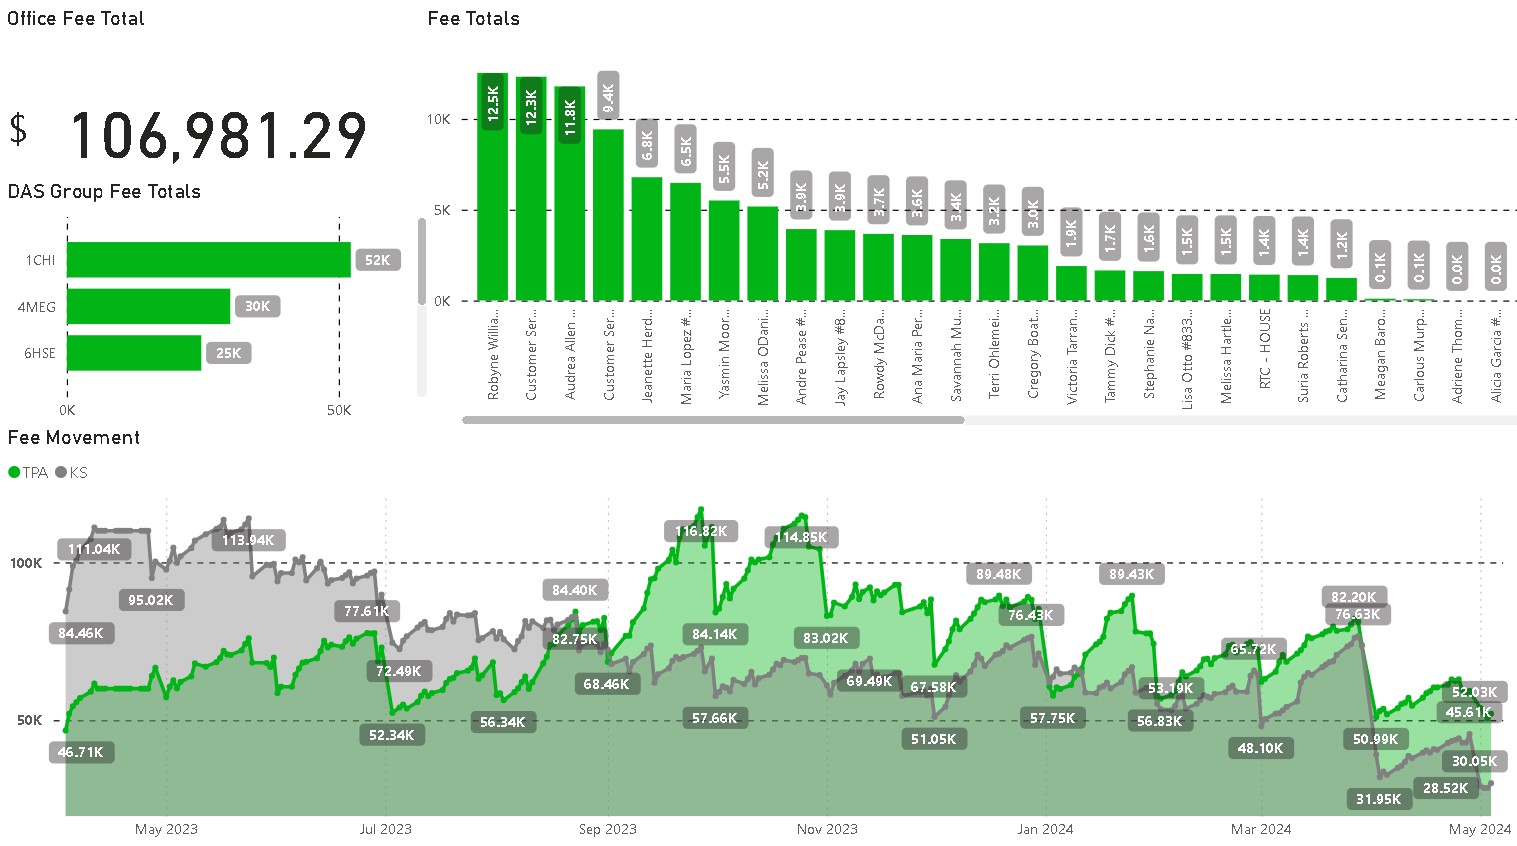 Office Fee Total
$ 106,981.29
DAS Group Fee Totals
1CHI 52K
4MEG 30K
6HSE 25K
0K 50K
Fee Totals
10K
5K
0K
12.5K 12.3K 11.8K 9.4K 6.8K 6.5K 5.5K 5.2K 3.9K 3.9K 3.7K 3.6K 3.4K 3.2K 3.0K 1.9K 1.7K 1.6K 1.5K 1.5K 1.4K 1.4K 1.2K 0.1K 0.1K 0.0K 0.0K
Robyne Willia...
Customer Ser...
Audrea Allen ...
Customer Ser...
Jeanette Herd...
Maria Lopez #...
Yasmin Moor...
Melissa ODani...
Andre Pease #...
Jay Lapsley #8...
Rowdy McDa...
Ana Maria Per...
Savannah Mu...
Terri Ohlemei...
Gregory Boat...
Victoria Tarran...
Tammy Dick #...
Stephanie Na...
Lisa Otto #833...
Melissa Hartle...
RTC - HOUSE
Suria Roberts ...
Catharina Sen...
Meagan Baro...
Carlous Murp...
Adriene Thom...
Alicia Garcia #...
Fee Movement
TPA KS
100K
50K
111.04K 113.94K 116.82K 114.85K
84.40K 89.48K 89.43K 82.20K
95.02K 77.61K 76.43K 76.63K
84.46K 82.75K 84.14K 83.02K 65.72K
72.49K 68.46K 69.49K 67.58K 53.19K 52.03K
46.71K 52.34K 56.34K 57.66K 51.05K 57.75K 56.83K 48.10K 50.99K 45.61K
31.95K 28.52K 30.05K
May 2023 Jul 2023 Sep 2023 Nov 2023 Jan 2024 Mar 2024 May 2024